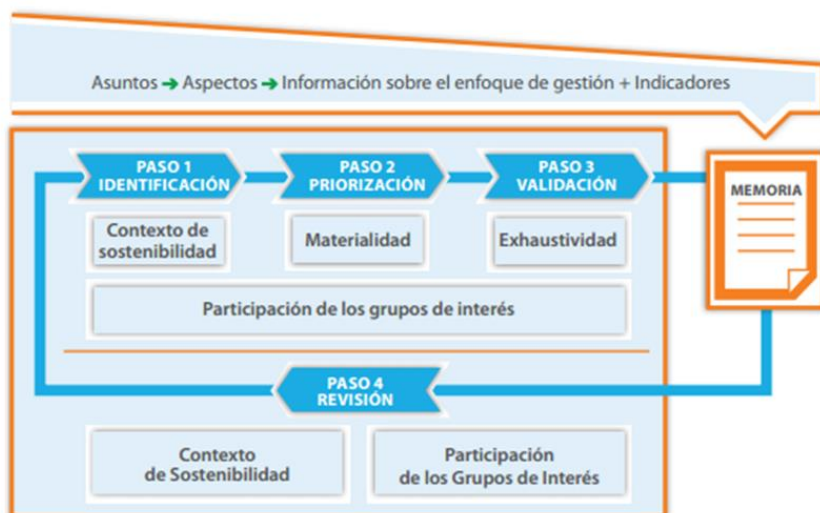 Asuntos ➔ Aspectos ➔ Información sobre el enfoque de gestión + Indicadores
PASO 1
IDENTIFICACIÓN
PASO 2
PRIORIZACIÓN
PASO 3
VALIDACIÓN
MEMORIA
Contexto de
sostenibilidad
Materialidad
Exhaustividad
Participación de los grupos de interés
PASO 4
REVISIÓN
Contexto
de Sostenibilidad
Participación
de los Grupos de Interés